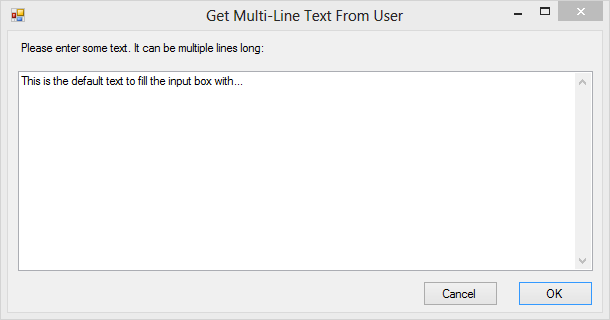 Get Multi-Line Text From User
Please enter some text. It can be multiple lines long:
This is the default text to fill the input box with...
Cancel
OK